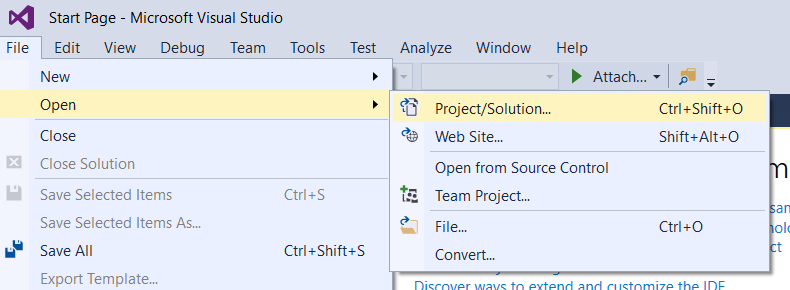 Start Page - Microsoft Visual Studio
File Edit View Debug Team Tools Test Analyze Window Help
New
Attach...
Open
Project/Solution... Ctrl+Shift+O
Close
Web Site... Shift+Alt+O
Close Solution
Open from Source Control
Save Selected Items Ctrl+S
Team Project...
Save Selected Items As...
File... Ctrl+O
Save All Ctrl+Shift+S
Convert...
Export Template...
Discover ways to extend and customize the IDE